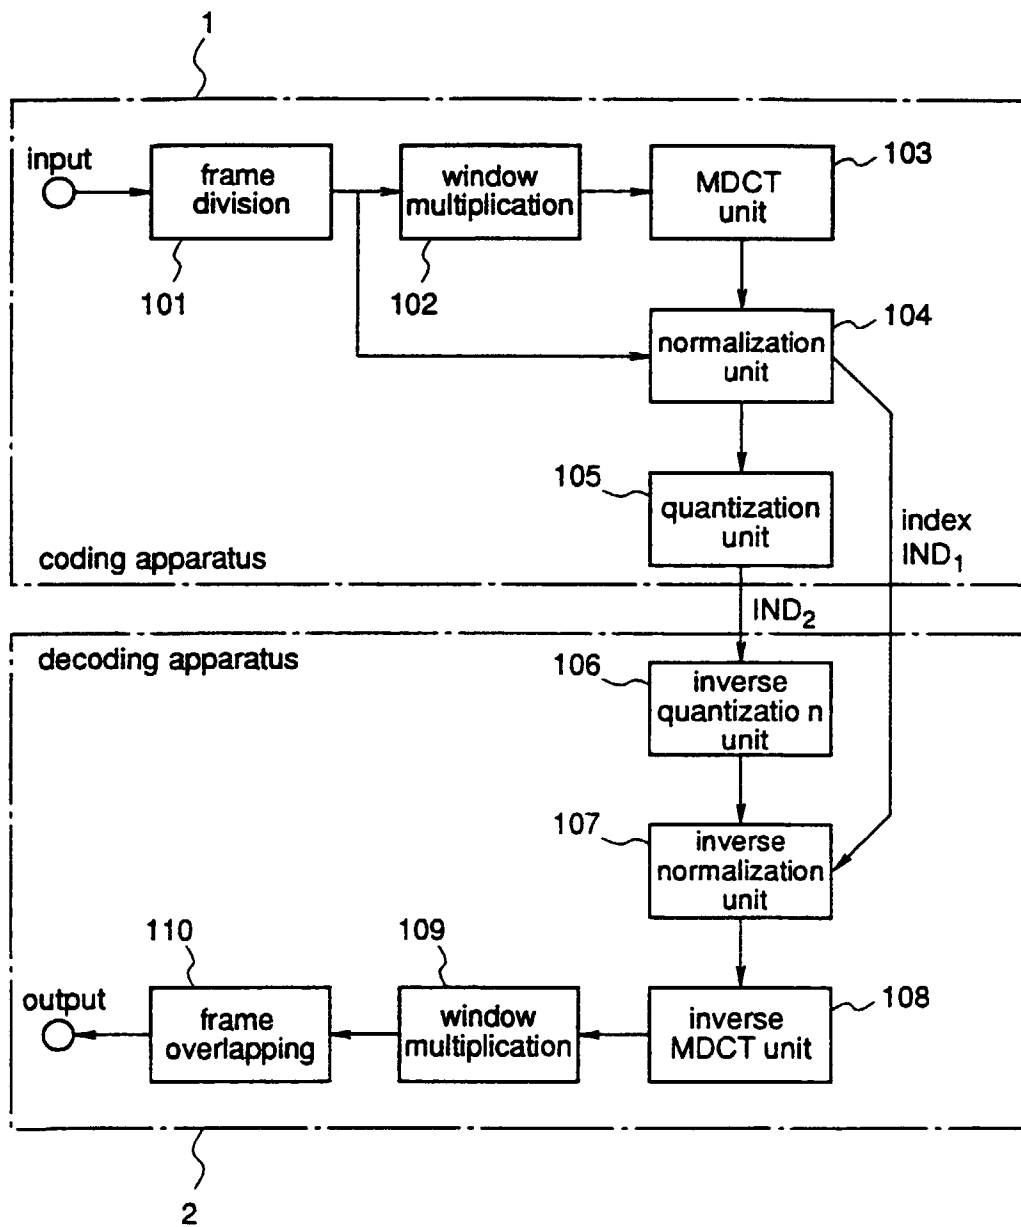 1
input
frame
division
101
window
multiplication
102
MDCT
unit
103
normalization
unit
104
quantization
unit
105
index
IND1
coding apparatus
IND2
decoding apparatus
inverse
quantizatio n
unit
106
inverse
normalization
unit
107
inverse
MDCT unit
108
window
multiplication
109
frame
overlapping
110
output
2